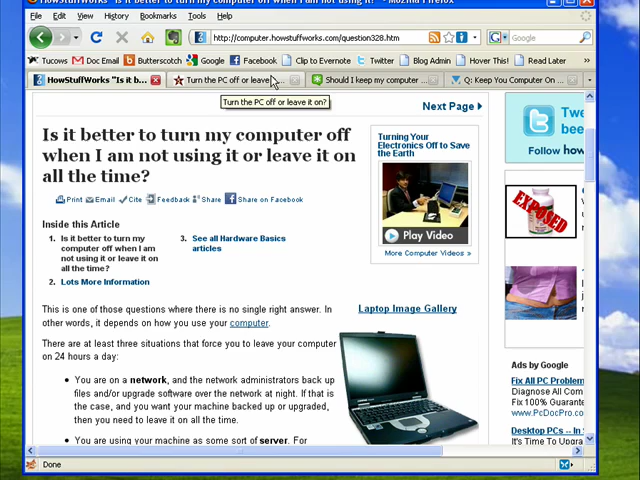 HowStuffWorks "Is it better to turn my computer off when I am not using it?" - Mozilla Firefox
File Edit View History Bookmarks Tools Help
http://computer.howstuffworks.com/question328.htm
Google
Tucows Doc Email Butterscotch Google Facebook Clip to Evernote Twitter Blog Admin Hover This! Read Later
HowStuffWorks "Is it b...
Turn the PC off or leave ...
Should I keep my computer ...
Q: Keep You Computer On ...
Turn the PC off or leave it on?
Next Page
Is it better to turn my computer off
when I am not using it or leave it on
all the time?
Print Email Cite Feedback Share Share on Facebook
Inside this Article
1. Is it better to turn my
computer off when I am
not using it or leave it on
all the time?
2. Lots More Information
3. See all Hardware Basics
articles
Turning Your
Electronics Off to Save
the Earth
Play Video
More Computer Videos »
This is one of those questions where there is no single right answer. In
other words, it depends on how you use your computer.
There are at least three situations that force you to leave your computer
on 24 hours a day:
You are on a network, and the network administrators back up
files and/or upgrade software over the network at night. If that is
the case, and you want your machine backed up or upgraded,
then you need to leave it on all the time.
You are using your machine as some sort of server. For
Laptop Image Gallery
Twe
bee
Follow how
EXPOSED
Ads by Google
Fix All PC Problem
Diagnose All Com
Fix 100% Guarante
www.PcDocPro.co
Desktop PCs -- In S
It's Time To Upgra
Done